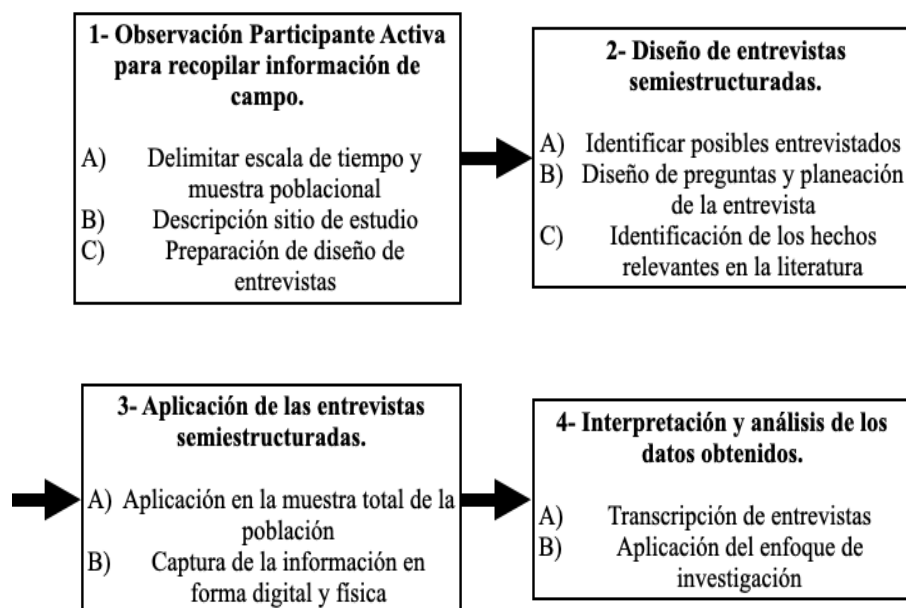 1- Observación Participante Activa
para recopilar información de
campo.
A) Delimitar escala de tiempo y
muestra poblacional
B) Descripción sitio de estudio
C) Preparación de diseño de
entrevistas
2- Diseño de entrevistas
semiestructuradas.
A) Identificar posibles entrevistados
B) Diseño de preguntas y planeación
de la entrevista
C) Identificación de los hechos
relevantes en la literatura
3- Aplicación de las entrevistas
semiestructuradas.
A) Aplicación en la muestra total de la
población
B) Captura de la información en
forma digital y física
4- Interpretación y análisis de los
datos obtenidos.
A) Transcripción de entrevistas
B) Aplicación del enfoque de
investigación